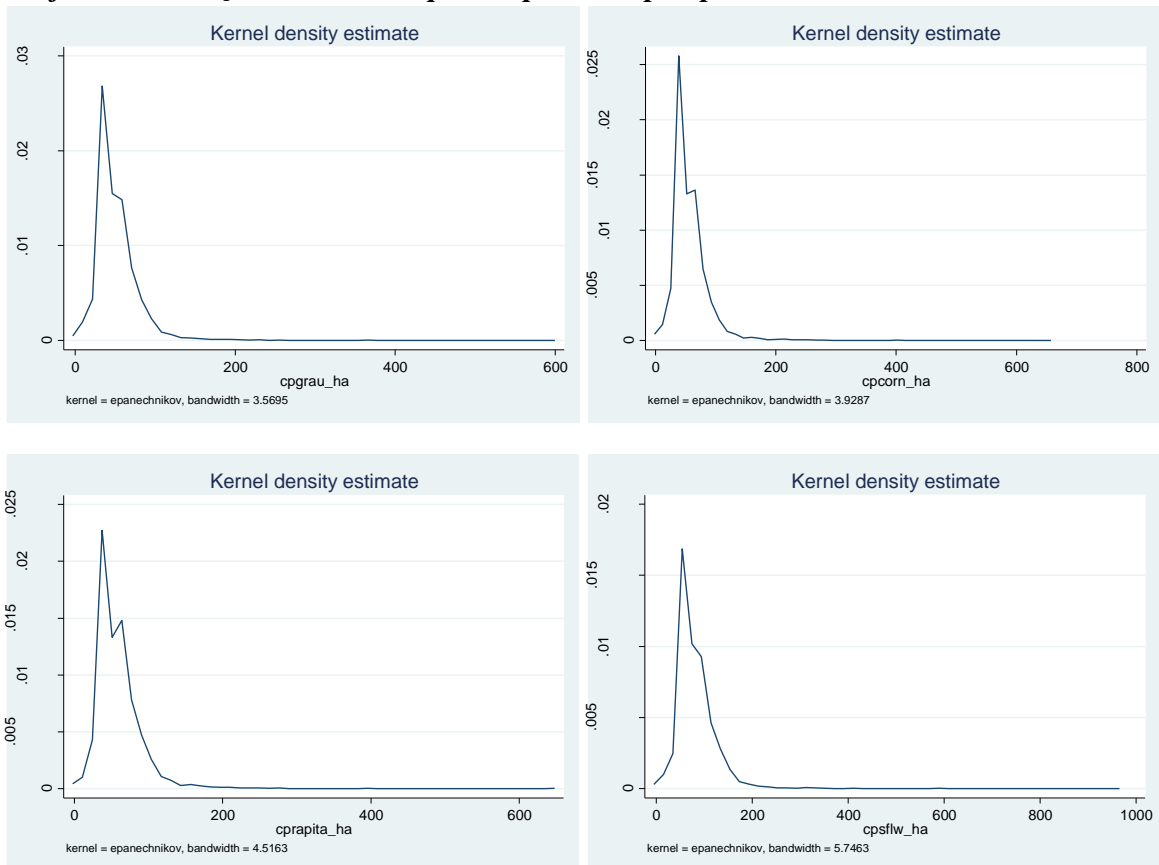 Kernel density estimate
.03
.02
.01
0
0 200 400 600
cpgrau_ha
kernel = epanechnikov, bandwidth = 3.5695
Kernel density estimate
.025
.02
.015
.01
.005
0
0 200 400 600 800
cpcorn_ha
kernel = epanechnikov, bandwidth = 3.9287
Kernel density estimate
.025
.02
.015
.01
.005
0
0 200 400 600
cprapita_ha
kernel = epanechnikov, bandwidth = 4.5163
Kernel density estimate
.02
.015
.01
.005
0
0 200 400 600 800 1000
cpsflw_ha
kernel = epanechnikov, bandwidth = 5.7463